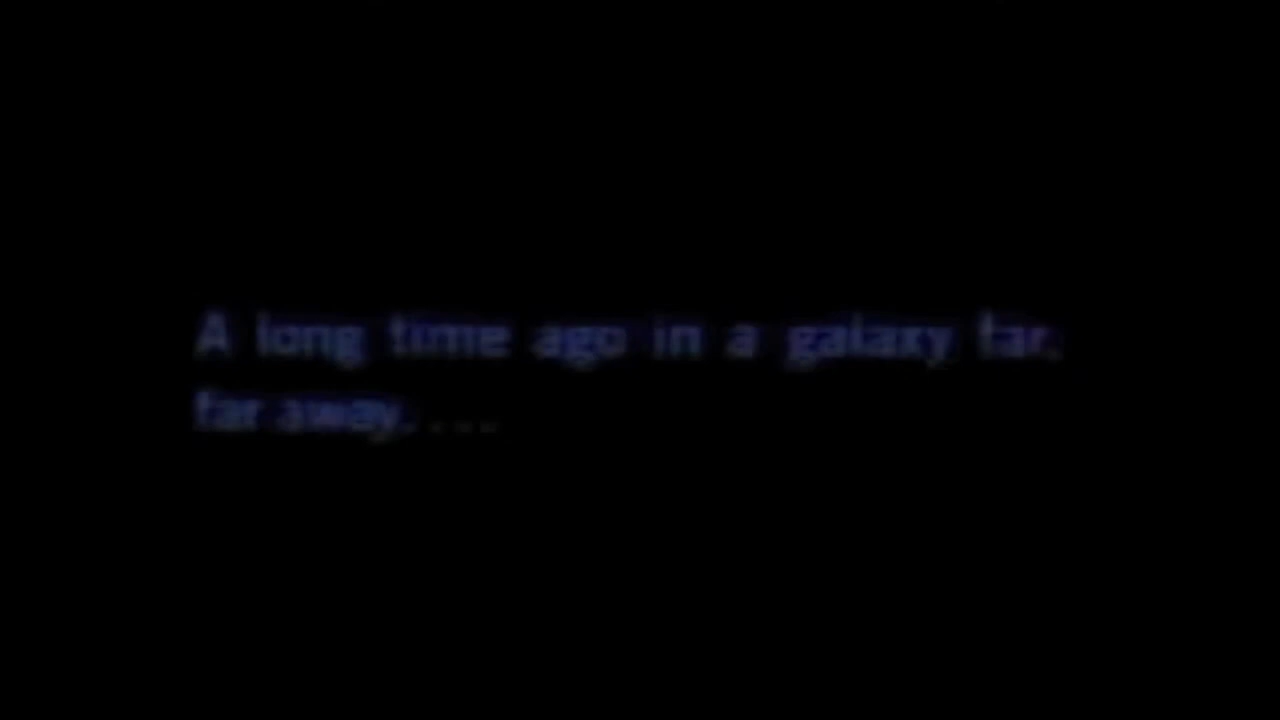 A long time ago in a galaxy far,
far away. . . .